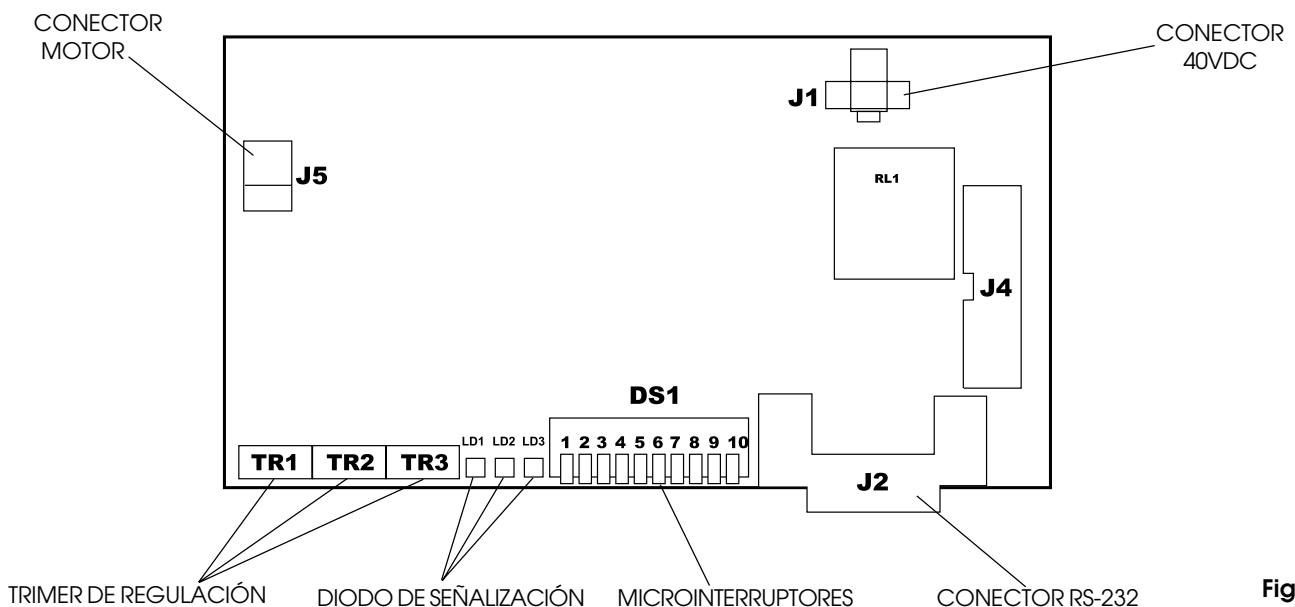 CONECTOR
MOTOR
CONECTOR
40VDC
J1
J5
RL1
J4
DS1
LD1 LD2 LD3
1 2 3 4 5 6 7 8 9 10
TR1 TR2 TR3
J2
TRIMER DE REGULACIÓN
DIODO DE SEÑALIZACIÓN
MICROINTERRUPTORES
CONECTOR RS-232
Fig